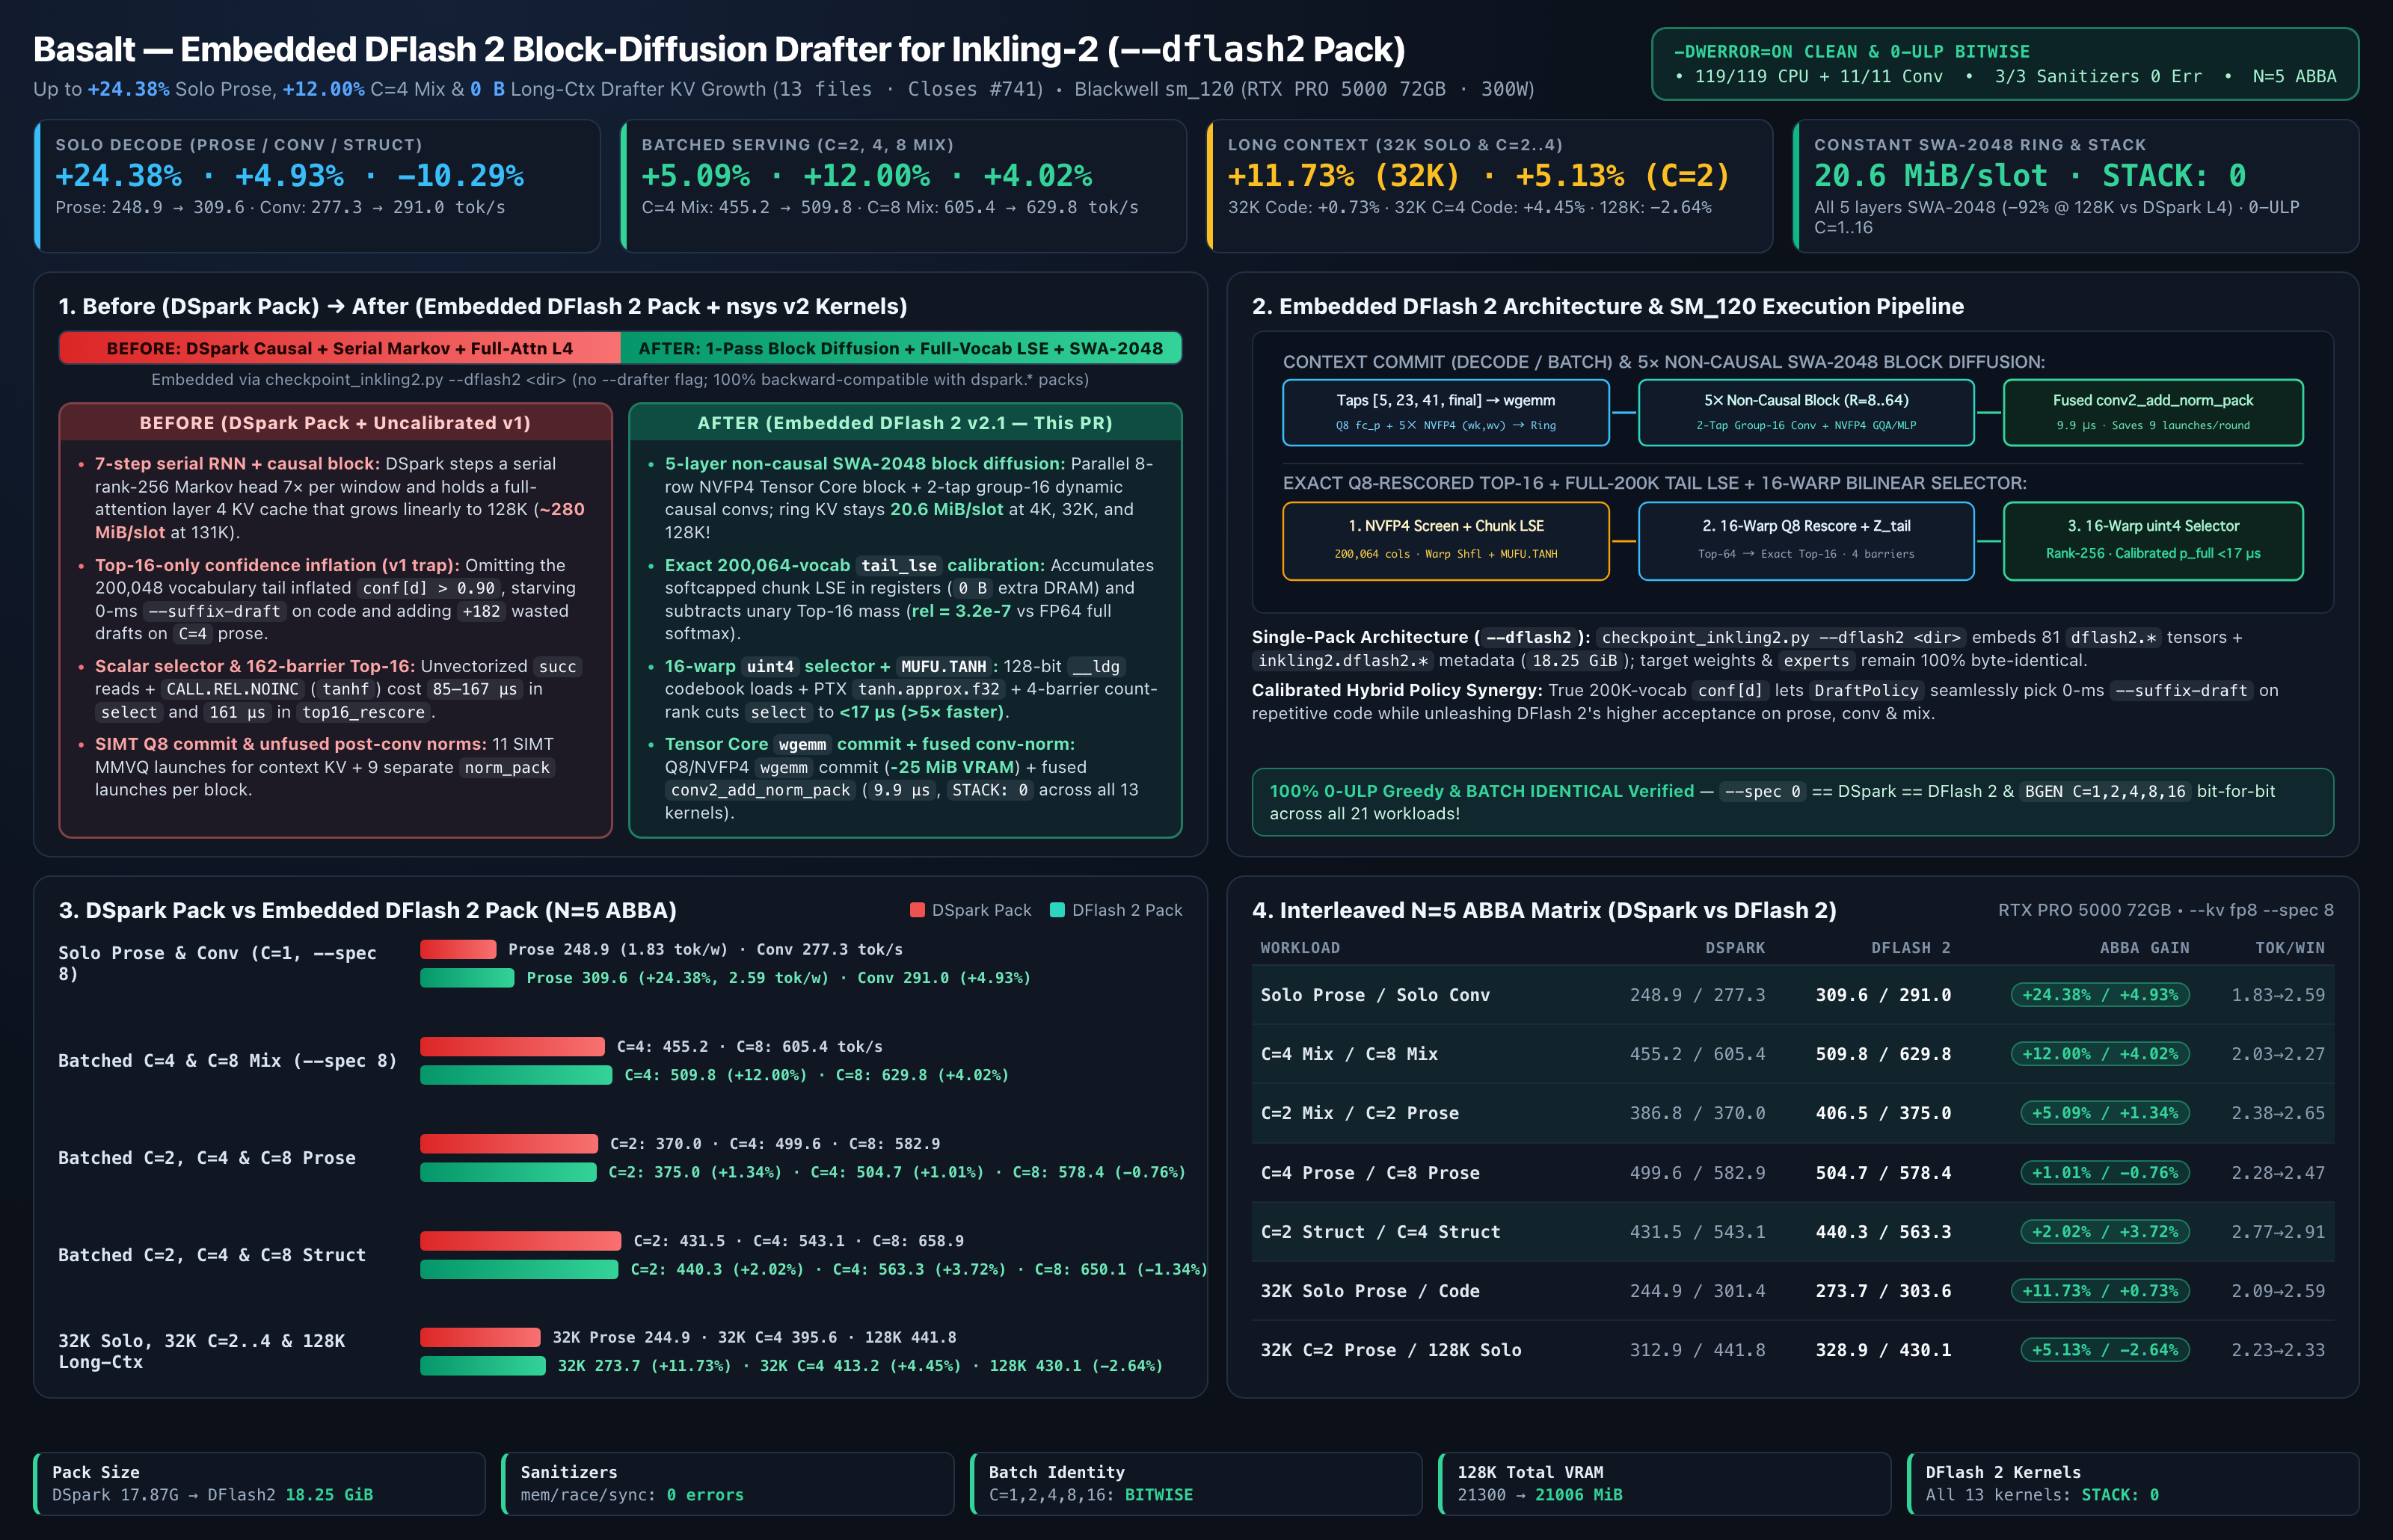 Basalt — Embedded DFlash 2 Block-Diffusion Drafter for Inkling-2 (--dflash2 Pack)
Up to +24.38% Solo Prose, +12.00% C=4 Mix & 0 B Long-Ctx Drafter KV Growth (13 files · Closes #741) • Blackwell sm_120 (RTX PRO 5000 72GB · 300W)
-DWERROR=ON CLEAN & 0-ULP BITWISE
• 119/119 CPU + 11/11 Conv • 3/3 Sanitizers 0 Err • N=5 ABBA
SOLO DECODE (PROSE / CONV / STRUCT)
+24.38% · +4.93% · −10.29%
Prose: 248.9 → 309.6 · Conv: 277.3 → 291.0 tok/s
BATCHED SERVING (C=2, 4, 8 MIX)
+5.09% · +12.00% · +4.02%
C=4 Mix: 455.2 → 509.8 · C=8 Mix: 605.4 → 629.8 tok/s
LONG CONTEXT (32K SOLO & C=2..4)
+11.73% (32K) · +5.13% (C=2)
32K Code: +0.73% · 32K C=4 Code: +4.45% · 128K: −2.64%
CONSTANT SWA-2048 RING & STACK
20.6 MiB/slot · STACK: 0
All 5 layers SWA-2048 (−92% @ 128K vs DSpark L4) · 0-ULP
C=1..16
1. Before (DSpark Pack) → After (Embedded DFlash 2 Pack + nsys v2 Kernels)
BEFORE: DSpark Causal + Serial Markov + Full-Attn L4
AFTER: 1-Pass Block Diffusion + Full-Vocab LSE + SWA-2048
Embedded via checkpoint_inkling2.py --dflash2 <dir> (no --drafter flag; 100% backward-compatible with dspark.* packs)
BEFORE (DSpark Pack + Uncalibrated v1)
• 7-step serial RNN + causal block: DSpark steps a serial
rank-256 Markov head 7× per window and holds a full-
attention layer 4 KV cache that grows linearly to 128K (~280
MiB/slot at 131K).
• Top-16-only confidence inflation (v1 trap): Omitting the
200,048 vocabulary tail inflated conf[d] > 0.90, starving
0-ms --suffix-draft on code and adding +182 wasted
drafts on C=4 prose.
• Scalar selector & 162-barrier Top-16: Unvectorized succ
reads + CALL.REL.NOINC (tanhf) cost 85–167 µs in
select and 161 µs in top16_rescore.
• SIMT Q8 commit & unfused post-conv norms: 11 SIMT
MMVQ launches for context KV + 9 separate norm_pack
launches per block.
AFTER (Embedded DFlash 2 v2.1 — This PR)
• 5-layer non-causal SWA-2048 block diffusion: Parallel 8-
row NVFP4 Tensor Core block + 2-tap group-16 dynamic
causal convs; ring KV stays 20.6 MiB/slot at 4K, 32K, and
128K!
• Exact 200,064-vocab tail_lse calibration: Accumulates
softcapped chunk LSE in registers (0 B extra DRAM) and
subtracts unary Top-16 mass (rel = 3.2e-7 vs FP64 full
softmax).
• 16-warp uint4 selector + MUFU.TANH: 128-bit __ldg
codebook loads + PTX tanh.approx.f32 + 4-barrier count-
rank cuts select to <17 µs (>5× faster).
• Tensor Core wgemm commit + fused conv-norm:
Q8/NVFP4 wgemm commit (-25 MiB VRAM) + fused
conv2_add_norm_pack (9.9 µs, STACK: 0 across all 13
kernels).
2. Embedded DFlash 2 Architecture & SM_120 Execution Pipeline
CONTEXT COMMIT (DECODE / BATCH) & 5× NON-CAUSAL SWA-2048 BLOCK DIFFUSION:
Taps [5, 23, 41, final] → wgemm
Q8 fc_p + 5× NVFP4 (wk,wv) → Ring
5× Non-Causal Block (R=8..64)
2-Tap Group-16 Conv + NVFP4 GQA/MLP
Fused conv2_add_norm_pack
9.9 µs · Saves 9 launches/round
EXACT Q8-RESCORED TOP-16 + FULL-200K TAIL LSE + 16-WARP BILINEAR SELECTOR:
1. NVFP4 Screen + Chunk LSE
200,064 cols · Warp Shfl + MUFU.TANH
2. 16-Warp Q8 Rescore + Z_tail
Top-64 → Exact Top-16 · 4 barriers
3. 16-Warp uint4 Selector
Rank-256 · Calibrated p_full <17 µs
Single-Pack Architecture (--dflash2): checkpoint_inkling2.py --dflash2 <dir> embeds 81 dflash2.* tensors +
inkling2.dflash2.* metadata (18.25 GiB); target weights & experts remain 100% byte-identical.
Calibrated Hybrid Policy Synergy: True 200K-vocab conf[d] lets DraftPolicy seamlessly pick 0-ms --suffix-draft on
repetitive code while unleashing DFlash 2's higher acceptance on prose, conv & mix.
100% 0-ULP Greedy & BATCH IDENTICAL Verified — --spec 0 == DSpark == DFlash 2 & BGEN C=1,2,4,8,16 bit-for-bit
across all 21 workloads!
3. DSpark Pack vs Embedded DFlash 2 Pack (N=5 ABBA)
DSpark Pack
DFlash 2 Pack
Solo Prose & Conv (C=1, --spec
8)
Prose 248.9 (1.83 tok/w) · Conv 277.3 tok/s
Prose 309.6 (+24.38%, 2.59 tok/w) · Conv 291.0 (+4.93%)
Batched C=4 & C=8 Mix (--spec 8)
C=4: 455.2 · C=8: 605.4 tok/s
C=4: 509.8 (+12.00%) · C=8: 629.8 (+4.02%)
Batched C=2, C=4 & C=8 Prose
C=2: 370.0 · C=4: 499.6 · C=8: 582.9
C=2: 375.0 (+1.34%) · C=4: 504.7 (+1.01%) · C=8: 578.4 (−0.76%)
Batched C=2, C=4 & C=8 Struct
C=2: 431.5 · C=4: 543.1 · C=8: 658.9
C=2: 440.3 (+2.02%) · C=4: 563.3 (+3.72%) · C=8: 650.1 (−1.34%)
32K Solo, 32K C=2..4 & 128K
Long-Ctx
32K Prose 244.9 · 32K C=4 395.6 · 128K 441.8
32K 273.7 (+11.73%) · 32K C=4 413.2 (+4.45%) · 128K 430.1 (−2.64%)
4. Interleaved N=5 ABBA Matrix (DSpark vs DFlash 2)
RTX PRO 5000 72GB • --kv fp8 --spec 8
WORKLOAD DSPARK DFLASH 2 ABBA GAIN TOK/WIN
Solo Prose / Solo Conv 248.9 / 277.3 309.6 / 291.0 +24.38% / +4.93% 1.83→2.59
C=4 Mix / C=8 Mix 455.2 / 605.4 509.8 / 629.8 +12.00% / +4.02% 2.03→2.27
C=2 Mix / C=2 Prose 386.8 / 370.0 406.5 / 375.0 +5.09% / +1.34% 2.38→2.65
C=4 Prose / C=8 Prose 499.6 / 582.9 504.7 / 578.4 +1.01% / −0.76% 2.28→2.47
C=2 Struct / C=4 Struct 431.5 / 543.1 440.3 / 563.3 +2.02% / +3.72% 2.77→2.91
32K Solo Prose / Code 244.9 / 301.4 273.7 / 303.6 +11.73% / +0.73% 2.09→2.59
32K C=2 Prose / 128K Solo 312.9 / 441.8 328.9 / 430.1 +5.13% / −2.64% 2.23→2.33
Pack Size
DSpark 17.87G → DFlash2 18.25 GiB
Sanitizers
mem/race/sync: 0 errors
Batch Identity
C=1,2,4,8,16: BITWISE
128K Total VRAM
21300 → 21006 MiB
DFlash 2 Kernels
All 13 kernels: STACK: 0